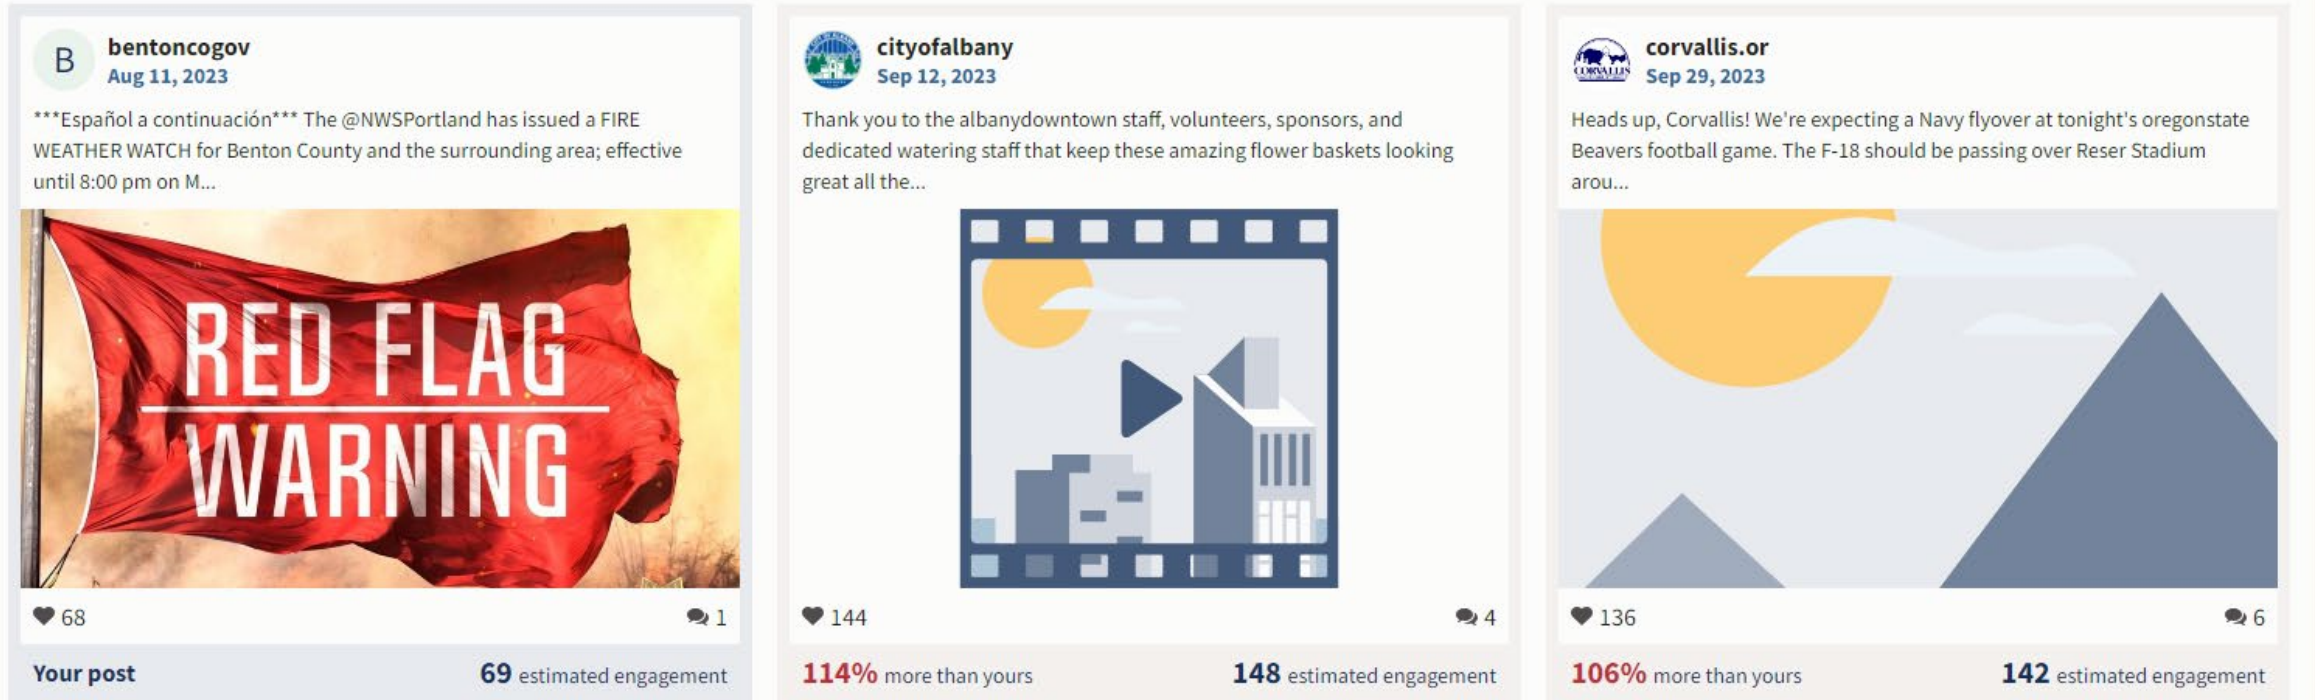 B
bentoncogov
Aug 11, 2023
***Español a continuación*** The @NWSPortland has issued a FIRE
WEATHER WATCH for Benton County and the surrounding area; effective
until 8:00 pm on M...
RED FLAG
WARNING
68
1
Your post
69 estimated engagement
cityofalbany
Sep 12, 2023
Thank you to the albanydowntown staff, volunteers, sponsors, and
dedicated watering staff that keep these amazing flower baskets looking
great all the...
144
4
114% more than yours
148 estimated engagement
CORVALLIS
corvallis.or
Sep 29, 2023
Heads up, Corvallis! We're expecting a Navy flyover at tonight's oregonstate
Beavers football game. The F-18 should be passing over Reser Stadium
arou...
136
6
106% more than yours
142 estimated engagement